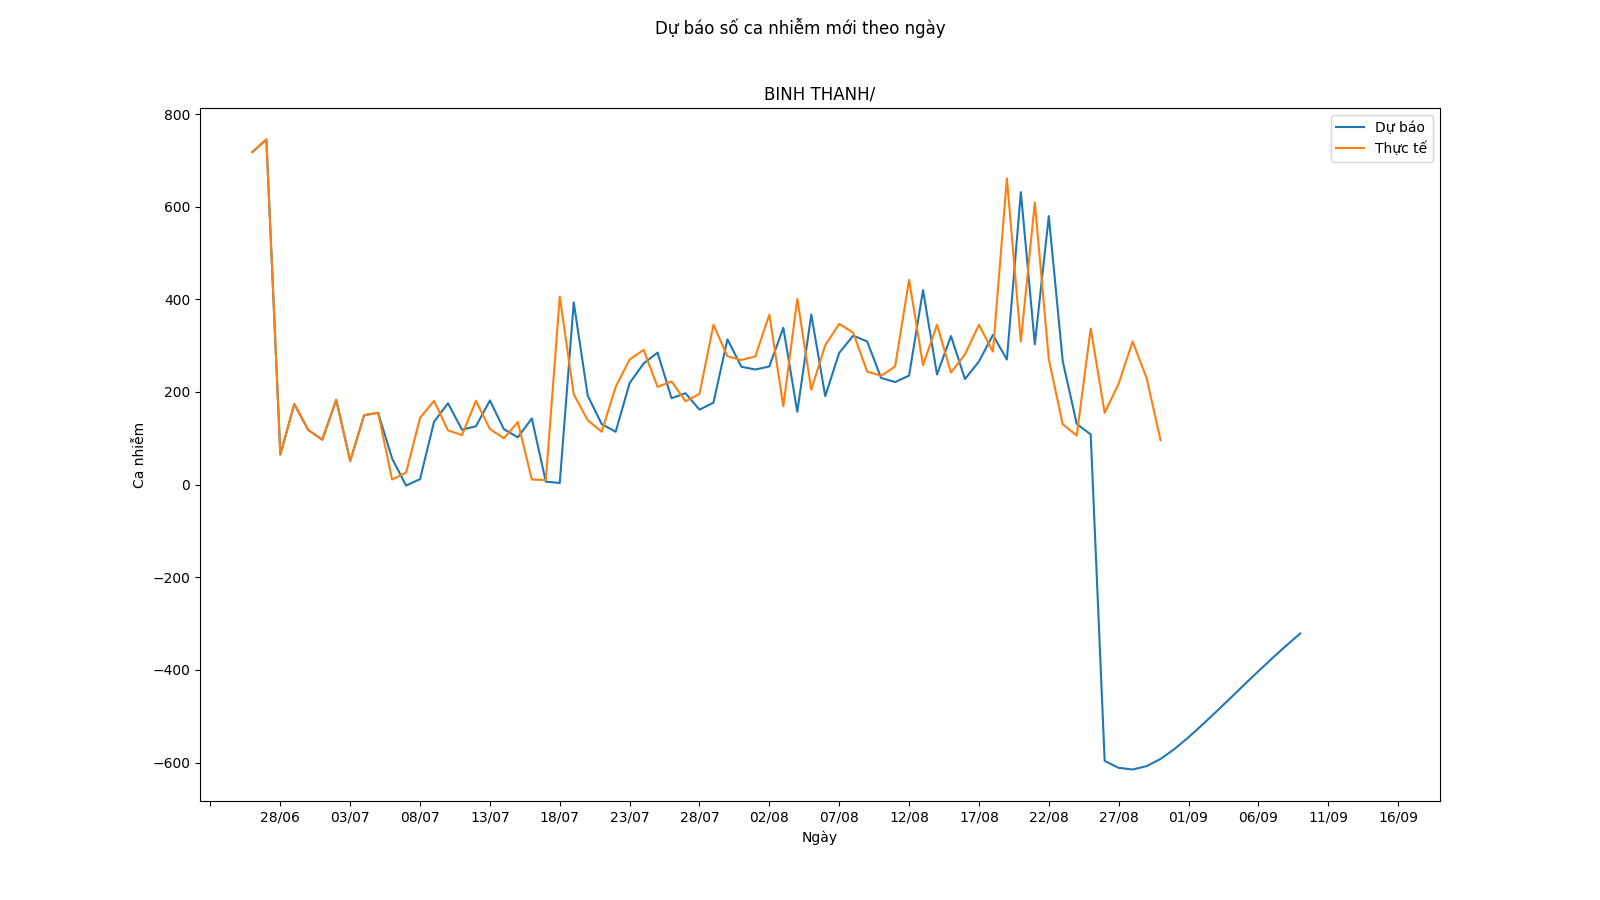 Dự báo số ca nhiễm mới theo ngày
BINH THANH/
Dự báo
Thực tế
800
600
400
200
0
−200
−400
−600
Ca nhiễm
28/06 03/07 08/07 13/07 18/07 23/07 28/07 02/08 07/08 12/08 17/08 22/08 27/08 01/09 06/09 11/09 16/09
Ngày